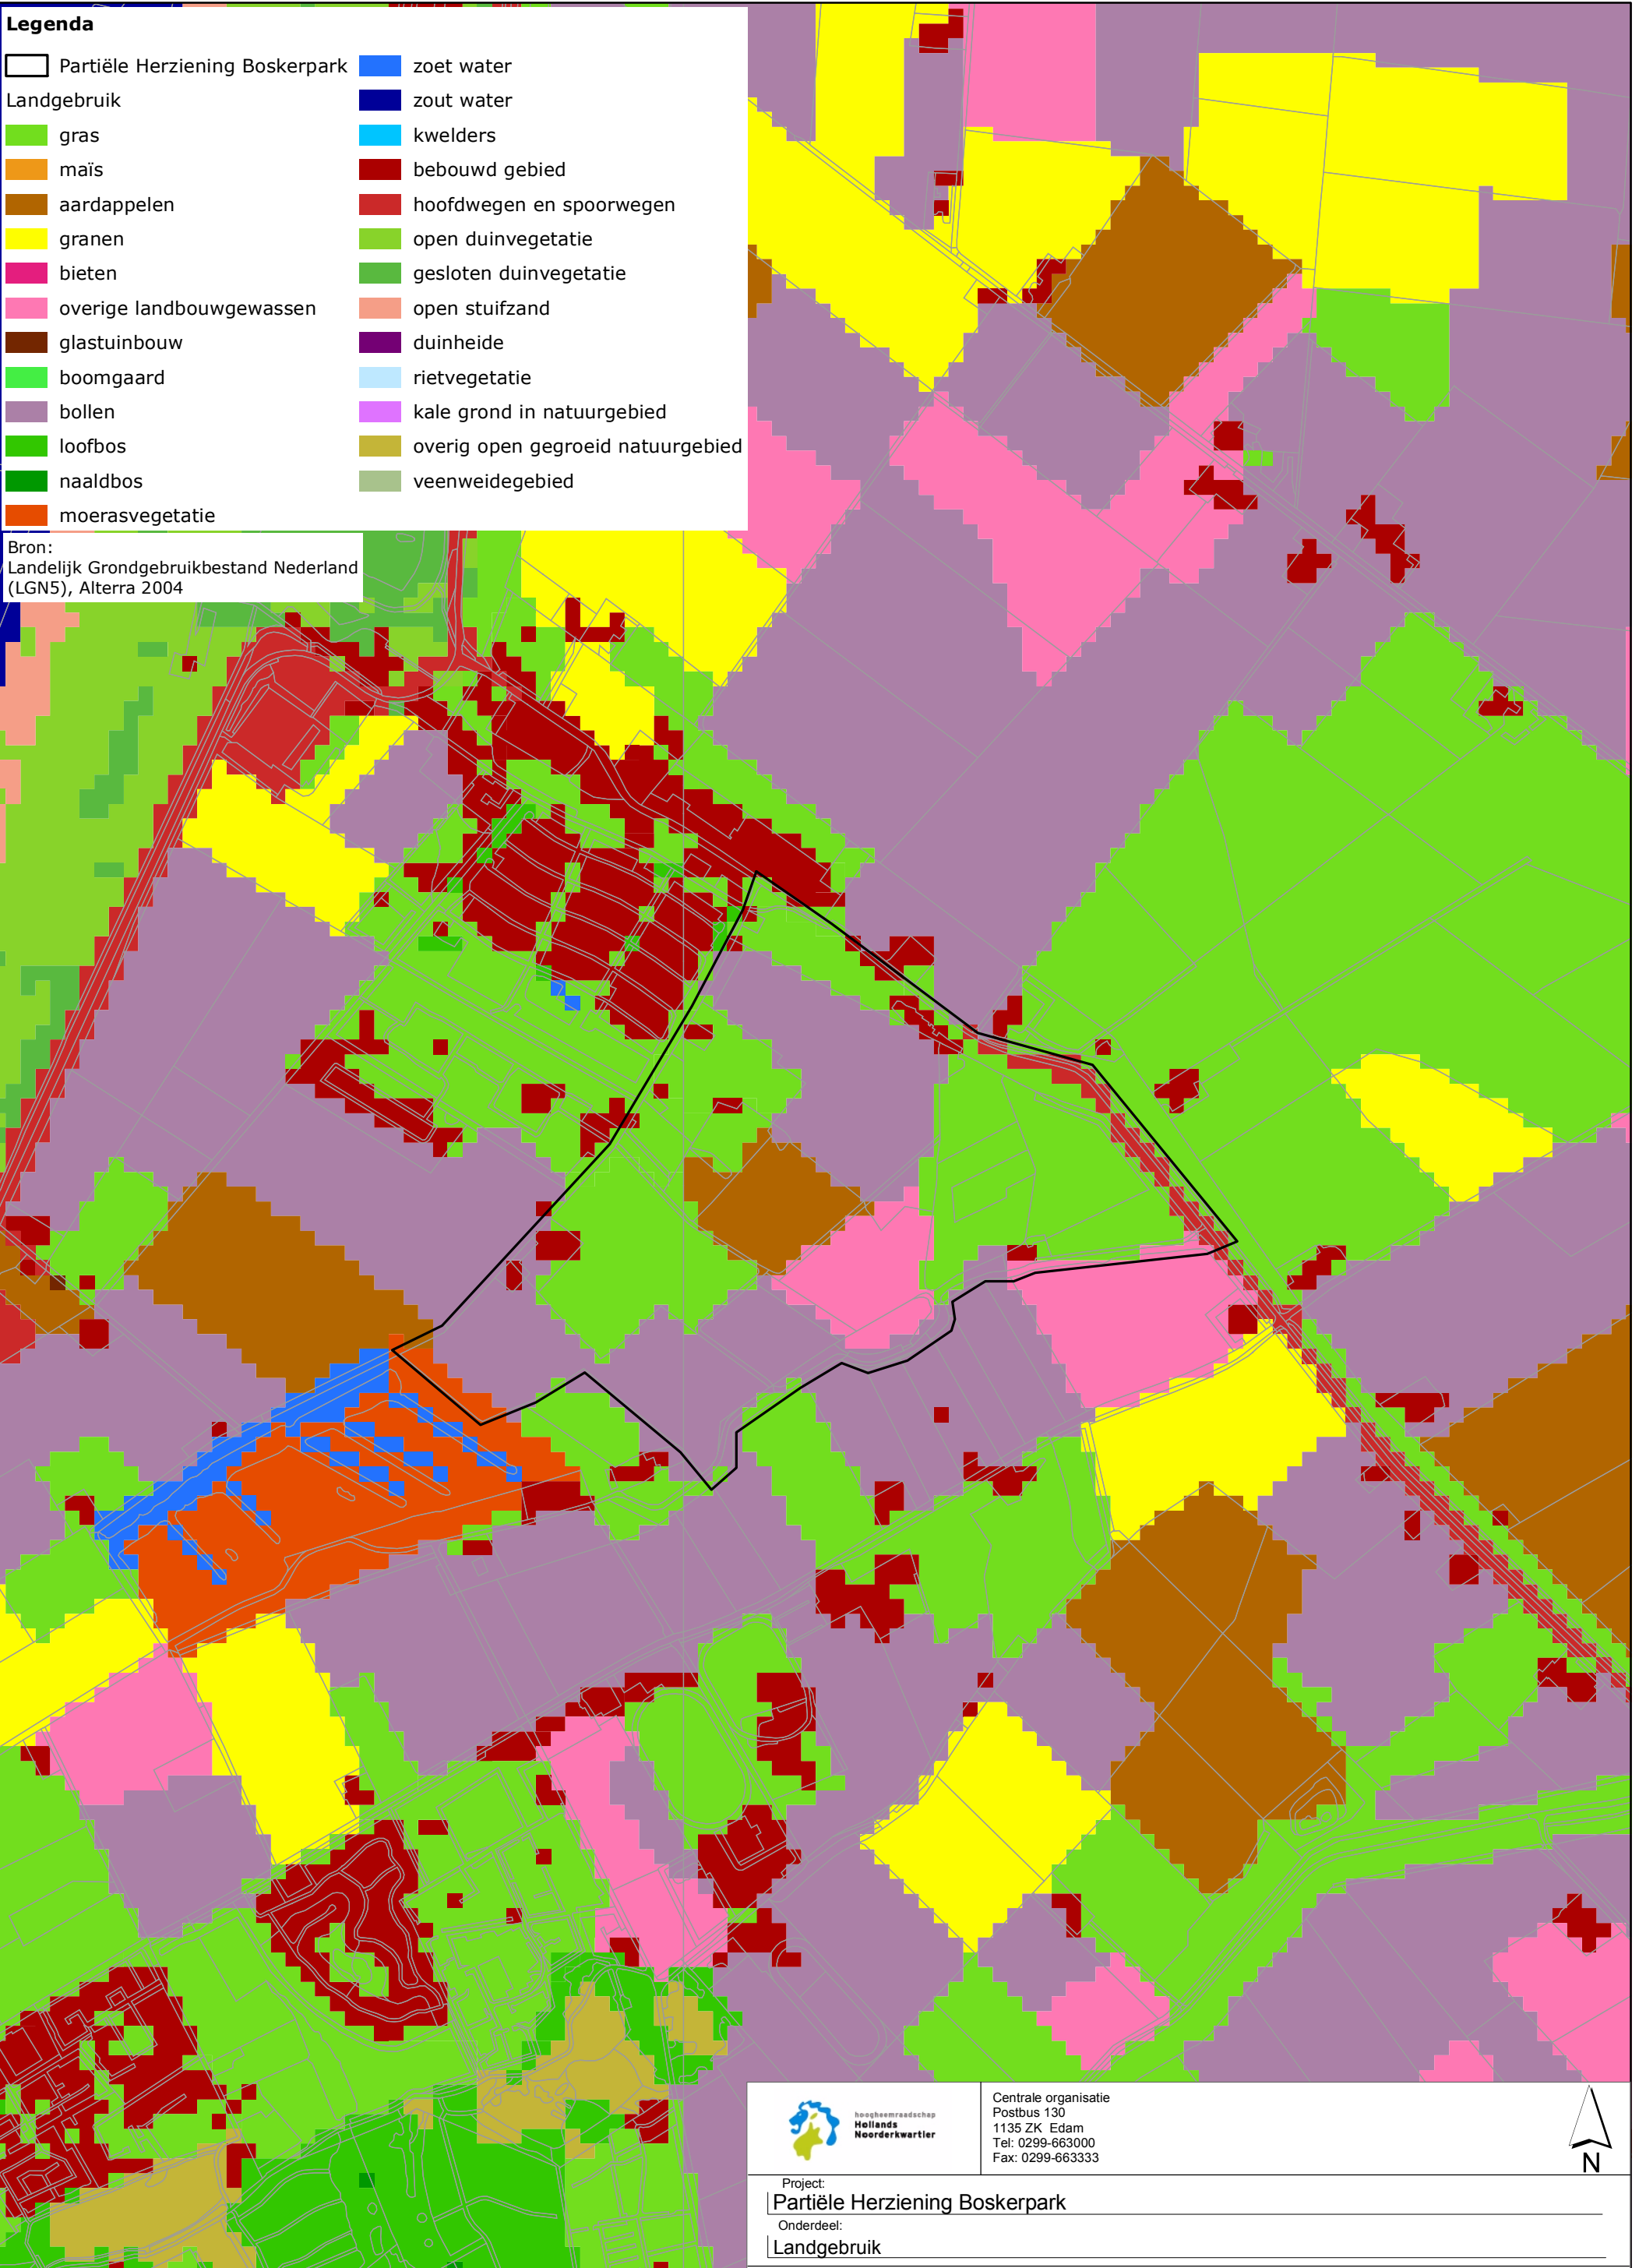 Legenda
Partiële Herziening Boskerpark
Landgebruik
gras
maïs
aardappelen
granen
bieten
overige landbouwgewassen
glastuinbouw
boomgaard
bollen
loofbos
naaldbos
moerasvegetatie
zoet water
zout water
kwelders
bebouwd gebied
hoofdwegen en spoorwegen
open duinvegetatie
gesloten duinvegetatie
open stuifzand
duinheide
rietvegetatie
kale grond in natuurgebied
overig open gegroeid natuurgebied
veenweidegebied
Bron:
Landelijk Grondgebruikbestand Nederland
(LGN5), Alterra 2004
hoogheemraadschap
Hollands
Noorderkwartier
Centrale organisatie
Postbus 130
1135 ZK Edam
Tel: 0299-663000
Fax: 0299-663333
N
Project:
Partiële Herziening Boskerpark
Onderdeel:
Landgebruik